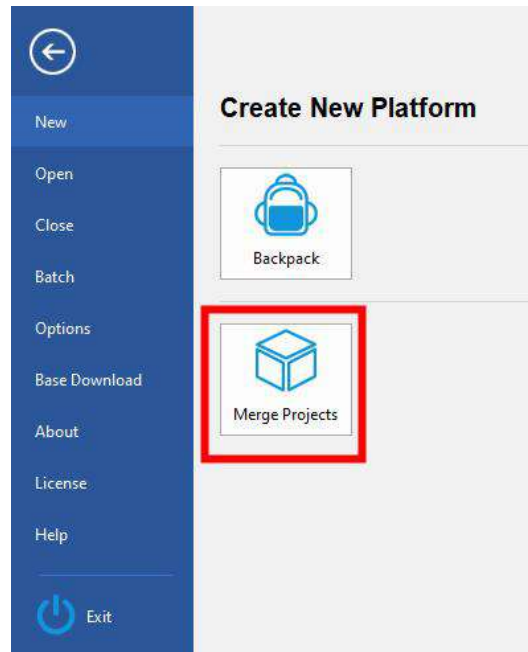 New
Open
Close
Batch
Options
Base Download
About
License
Help
Exit
Create New Platform
Backpack
Merge Projects